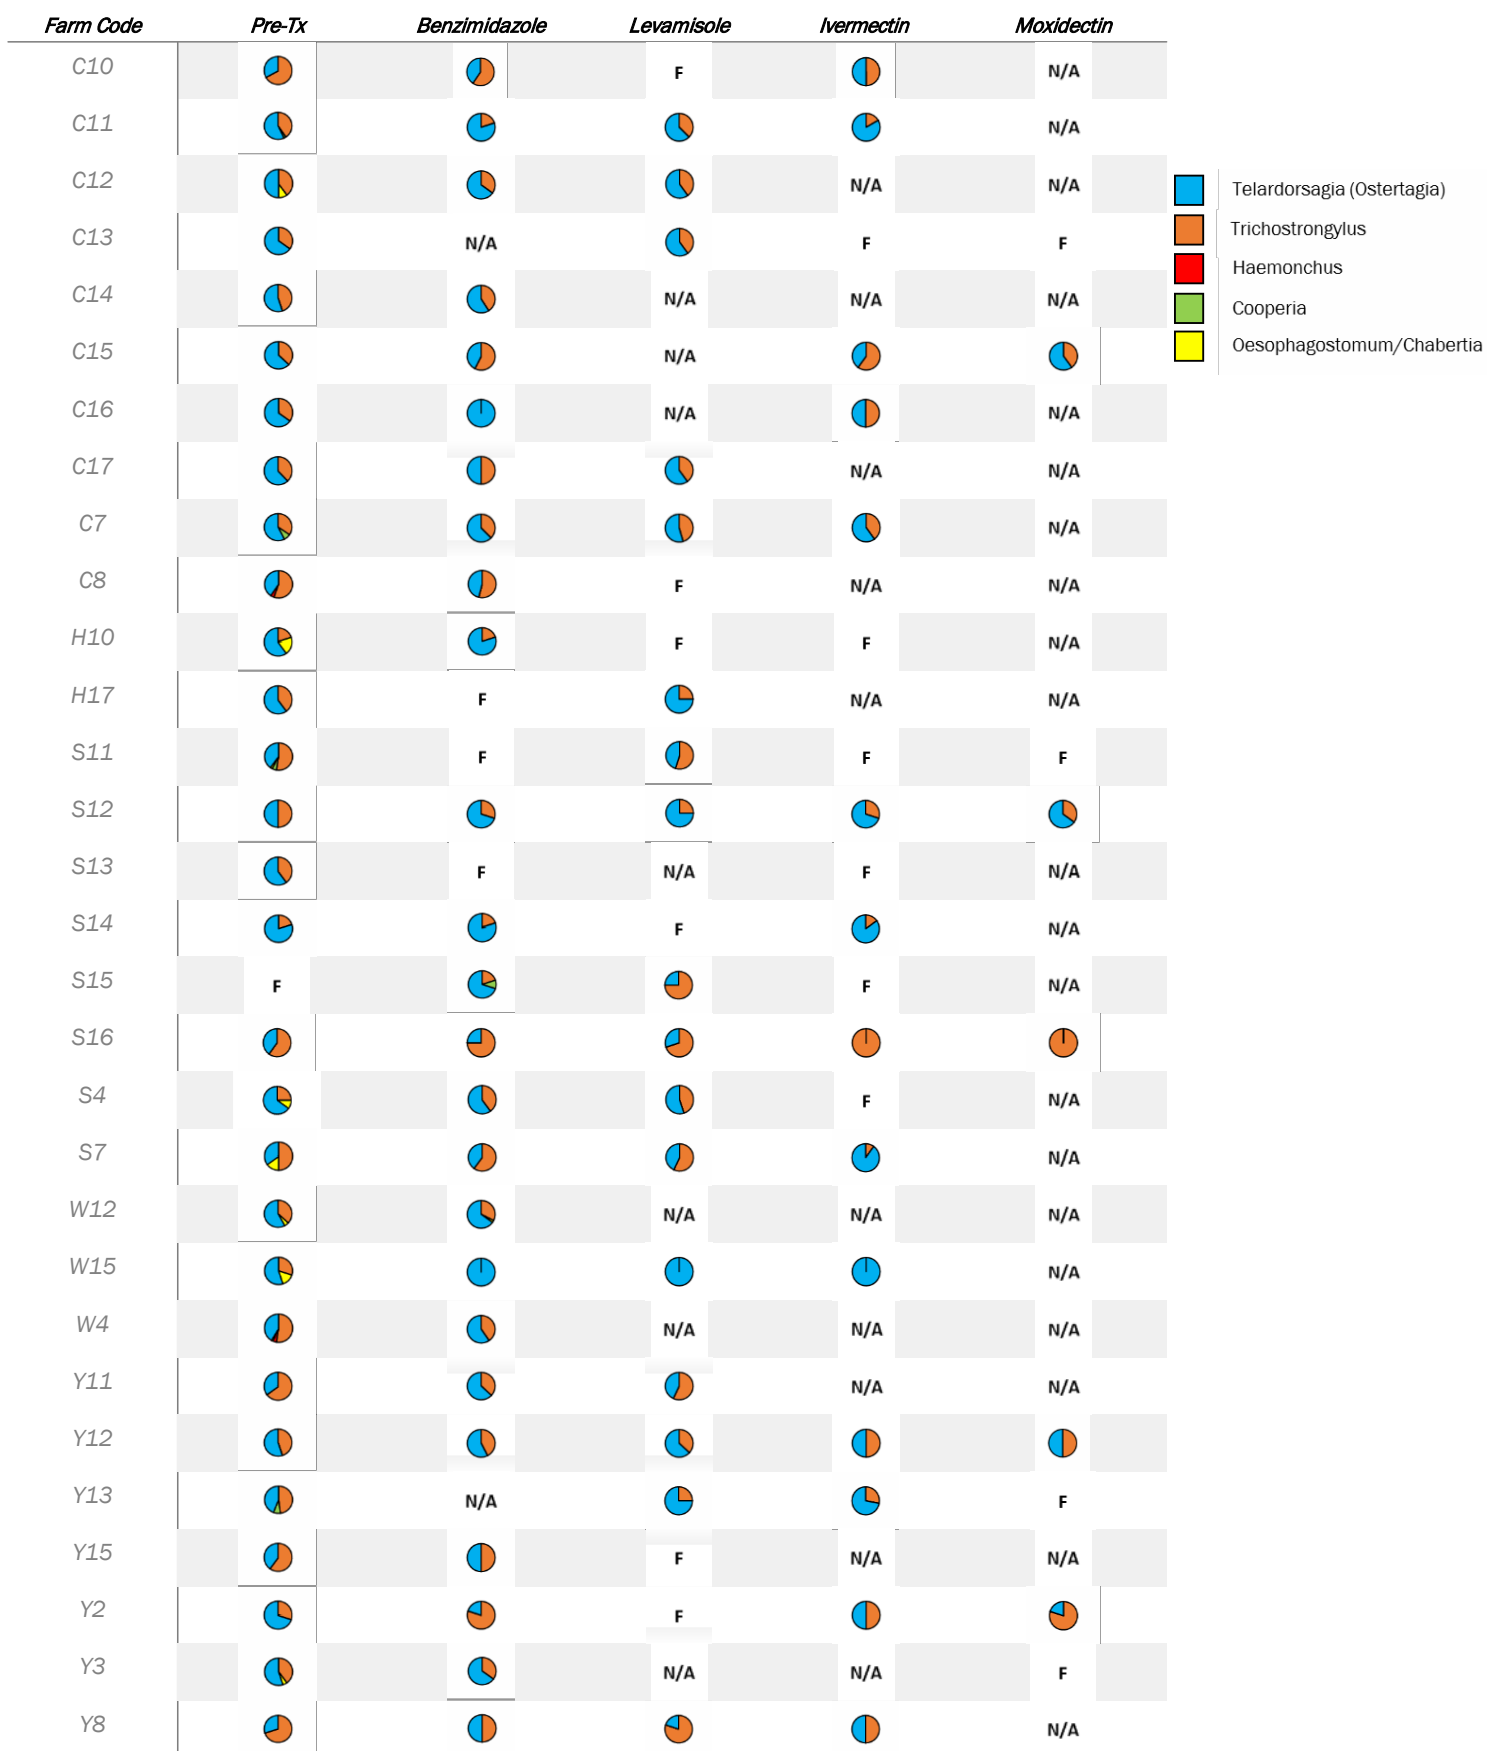 Farm Code Pre-Tx Benzimidazole Levamisole Ivermectin Moxidectin
C10 F N/A
C11 N/A
C12 N/A N/A
C13 N/A F F
C14 N/A N/A N/A
C15 N/A
C16 N/A N/A
C17 N/A N/A
C7 N/A
C8 F N/A N/A
H10 F F N/A
H17 F N/A N/A
S11 F F F
S12
S13 F N/A F N/A
S14 F N/A
S15 F F N/A
S16
S4 F N/A
S7 N/A
W12 N/A N/A N/A
W15 N/A
W4 N/A N/A N/A
Y11 N/A N/A
Y12
Y13 N/A F
Y15 F N/A N/A
Y2 F
Y3 N/A N/A F
Y8 N/A
Telardorsagia (Ostertagia)
Trichostrongylus
Haemonchus
Cooperia
Oesophagostomum/Chabertia